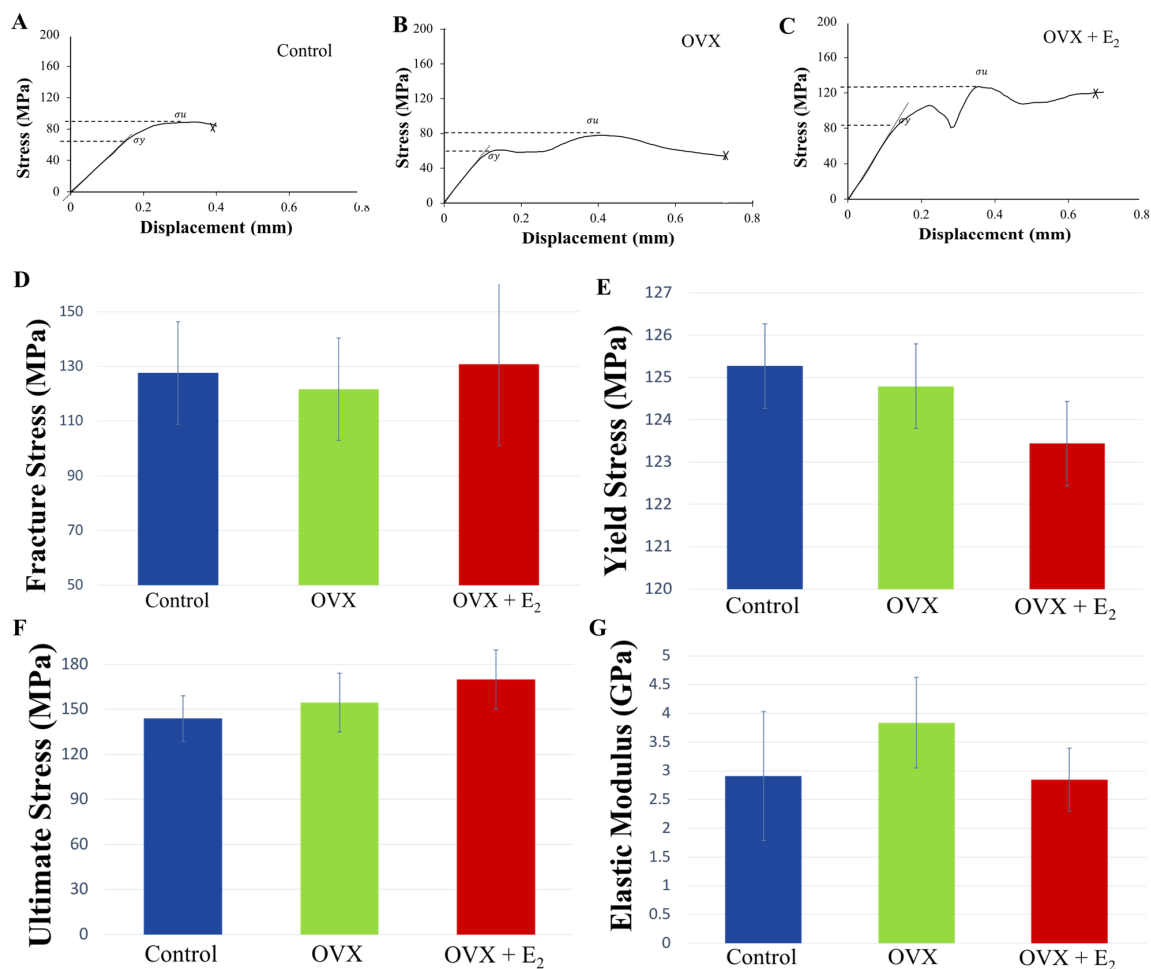 A
Control
Stress (MPa)
200
160
120
80
40
0
σu
σy
0
0.2
0.4
0.6
0.8
Displacement (mm)
B
OVX
Stress (MPa)
200
160
120
80
40
0
σu
σy
0
0.2
0.4
0.6
0.8
Displacement (mm)
C
OVX + E₂
Stress (MPa)
200
160
120
80
40
0
σu
σy
0
0.2
0.4
0.6
0.8
Displacement (mm)
D
Fracture Stress (MPa)
150
130
110
90
70
50
Control
OVX
OVX + E₂
E
Yield Stress (MPa)
127
126
125
124
123
122
121
120
Control
OVX
OVX + E₂
F
Ultimate Stress (MPa)
180
150
120
90
60
30
0
Control
OVX
OVX + E₂
G
Elastic Modulus (GPa)
5
4.5
4
3.5
3
2.5
2
1.5
1
0.5
0
Control
OVX
OVX + E₂